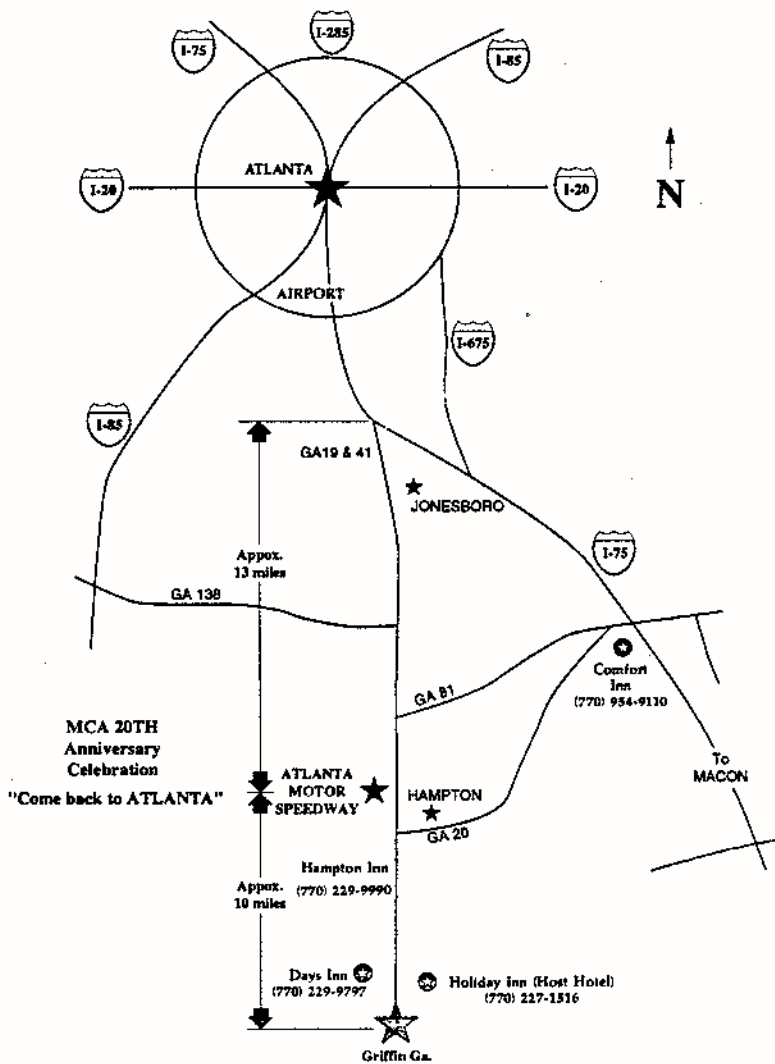 I-75
I-285
I-85
ATLANTA
I-20
I-20
N
AIRPORT
I-675
I-85
GA19 & 41
JONESBORO
Appox.
13 miles
I-75
GA 138
Comfort
Inn
(770) 954-9110
GA 81
MCA 20TH
Anniversary
Celebration
"Come back to ATLANTA"
ATLANTA
MOTOR
SPEEDWAY
HAMPTON
To
MACON
GA 20
Hampton Inn
(770) 229-9990
Appox.
10 miles
Days Inn
(770) 229-9797
Holiday Inn (Host Hotel)
(770) 227-1516
Griffin Ga.